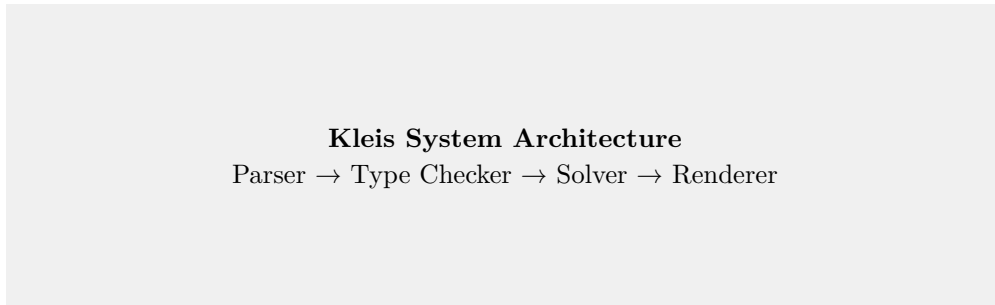 Kleis System Architecture
Parser → Type Checker → Solver → Renderer